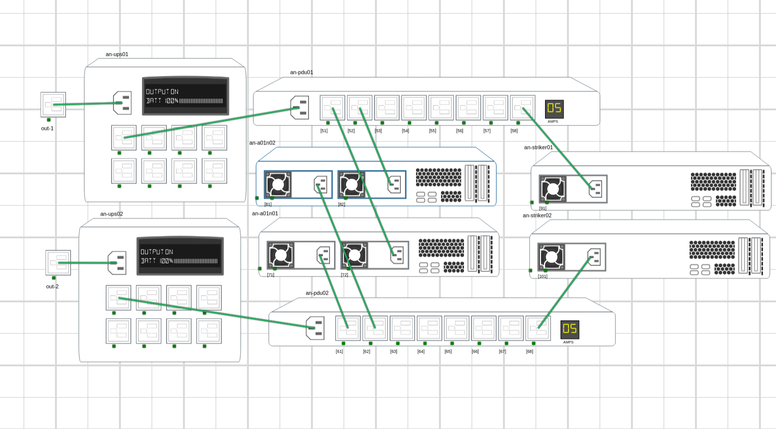 an-ups01
OUTPUT ON
BATT 100%
out-1
an-pdu01
[51] [52] [53] [54] [55] [56] [57] [58]
05
AMPS
an-a01n02
[81] [82]
an-striker01
[91]
an-ups02
OUTPUT ON
BATT 100%
out-2
an-a01n01
[71] [72]
an-striker02
[101]
an-pdu02
[61] [62] [63] [64] [65] [66] [67] [68]
05
AMPS